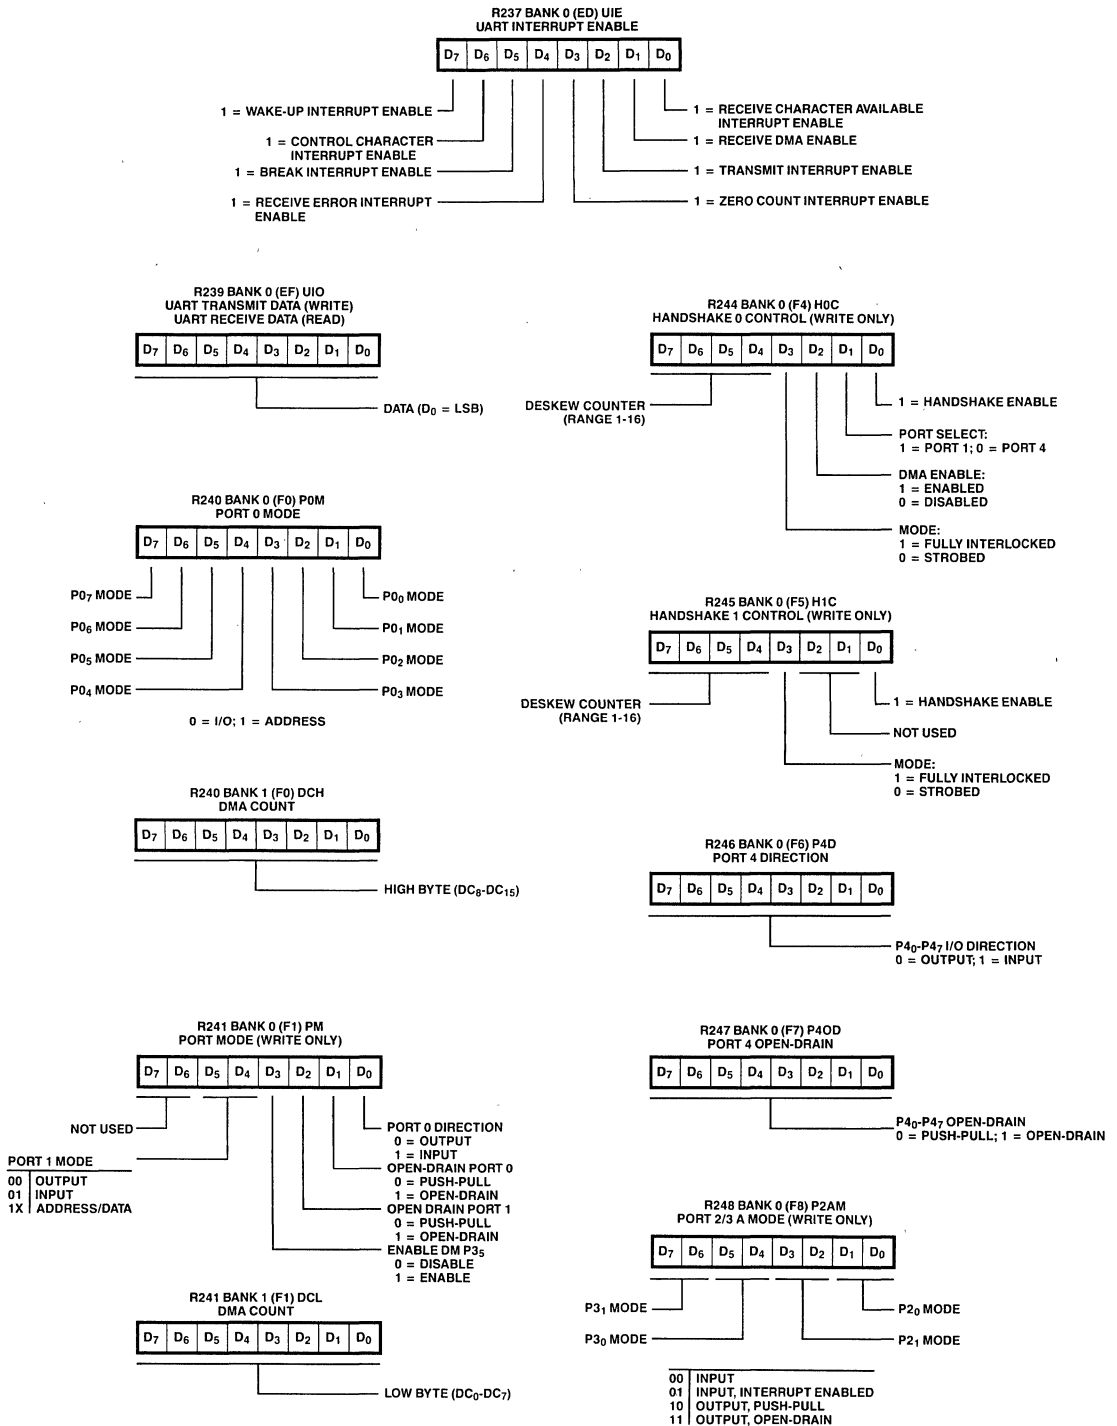 R237 BANK 0 (ED) UIE
UART INTERRUPT ENABLE
D7 D6 D5 D4 D3 D2 D1 D0
1 = WAKE-UP INTERRUPT ENABLE
1 = CONTROL CHARACTER
INTERRUPT ENABLE
1 = BREAK INTERRUPT ENABLE
1 = RECEIVE ERROR INTERRUPT
ENABLE
1 = RECEIVE CHARACTER AVAILABLE
INTERRUPT ENABLE
1 = RECEIVE DMA ENABLE
1 = TRANSMIT INTERRUPT ENABLE
1 = ZERO COUNT INTERRUPT ENABLE
R239 BANK 0 (EF) UIO
UART TRANSMIT DATA (WRITE)
UART RECEIVE DATA (READ)
D7 D6 D5 D4 D3 D2 D1 D0
DATA (D0 = LSB)
R240 BANK 0 (F0) P0M
PORT 0 MODE
D7 D6 D5 D4 D3 D2 D1 D0
P07 MODE
P06 MODE
P05 MODE
P04 MODE
P00 MODE
P01 MODE
P02 MODE
P03 MODE
0 = I/O; 1 = ADDRESS
R240 BANK 1 (F0) DCH
DMA COUNT
D7 D6 D5 D4 D3 D2 D1 D0
HIGH BYTE (DC8-DC15)
R241 BANK 0 (F1) PM
PORT MODE (WRITE ONLY)
D7 D6 D5 D4 D3 D2 D1 D0
NOT USED
PORT 1 MODE
00 OUTPUT
01 INPUT
1X ADDRESS/DATA
PORT 0 DIRECTION
0 = OUTPUT
1 = INPUT
OPEN-DRAIN PORT 0
0 = PUSH-PULL
1 = OPEN-DRAIN
OPEN DRAIN PORT 1
0 = PUSH-PULL
1 = OPEN-DRAIN
ENABLE DM P35
0 = DISABLE
1 = ENABLE
R241 BANK 1 (F1) DCL
DMA COUNT
D7 D6 D5 D4 D3 D2 D1 D0
LOW BYTE (DC0-DC7)
R244 BANK 0 (F4) H0C
HANDSHAKE 0 CONTROL (WRITE ONLY)
D7 D6 D5 D4 D3 D2 D1 D0
DESKEW COUNTER
(RANGE 1-16)
1 = HANDSHAKE ENABLE
PORT SELECT:
1 = PORT 1; 0 = PORT 4
DMA ENABLE:
1 = ENABLED
0 = DISABLED
MODE:
1 = FULLY INTERLOCKED
0 = STROBED
R245 BANK 0 (F5) H1C
HANDSHAKE 1 CONTROL (WRITE ONLY)
D7 D6 D5 D4 D3 D2 D1 D0
DESKEW COUNTER
(RANGE 1-16)
1 = HANDSHAKE ENABLE
NOT USED
MODE:
1 = FULLY INTERLOCKED
0 = STROBED
R246 BANK 0 (F6) P4D
PORT 4 DIRECTION
D7 D6 D5 D4 D3 D2 D1 D0
P40-P47 I/O DIRECTION
0 = OUTPUT; 1 = INPUT
R247 BANK 0 (F7) P4OD
PORT 4 OPEN-DRAIN
D7 D6 D5 D4 D3 D2 D1 D0
P40-P47 OPEN-DRAIN
0 = PUSH-PULL; 1 = OPEN-DRAIN
R248 BANK 0 (F8) P2AM
PORT 2/3 A MODE (WRITE ONLY)
D7 D6 D5 D4 D3 D2 D1 D0
P31 MODE
P30 MODE
P20 MODE
P21 MODE
00 INPUT
01 INPUT, INTERRUPT ENABLED
10 OUTPUT, PUSH-PULL
11 OUTPUT, OPEN-DRAIN